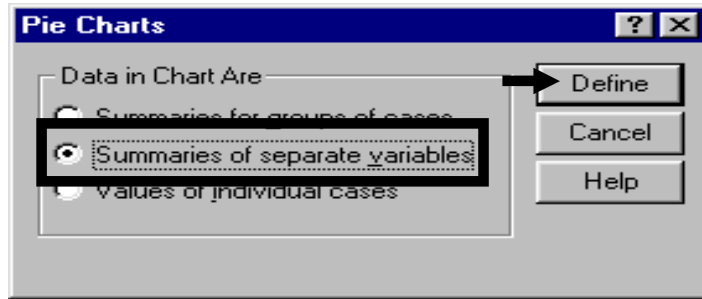 Pie Charts
Data in Chart Are
Summaries for groups of cases
Summaries of separate variables
Values of individual cases
Define
Cancel
Help